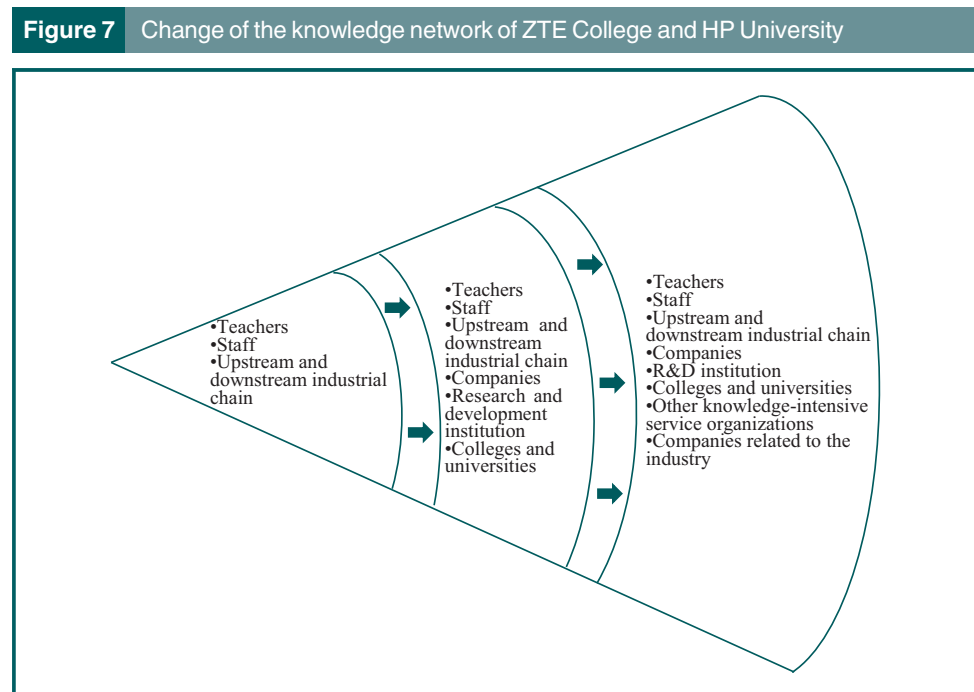 Figure 7 Change of the knowledge network of ZTE College and HP University
•Teachers
•Staff
•Upstream and
downstream industrial
chain
•Teachers
•Staff
•Upstream and
downstream
industrial chain
•Companies
•Research and
development
institution
•Colleges and
universities
•Teachers
•Staff
•Upstream and
downstream industrial chain
•Companies
•R&D institution
•Colleges and universities
•Other knowledge-intensive
service organizations
•Companies related to the
industry